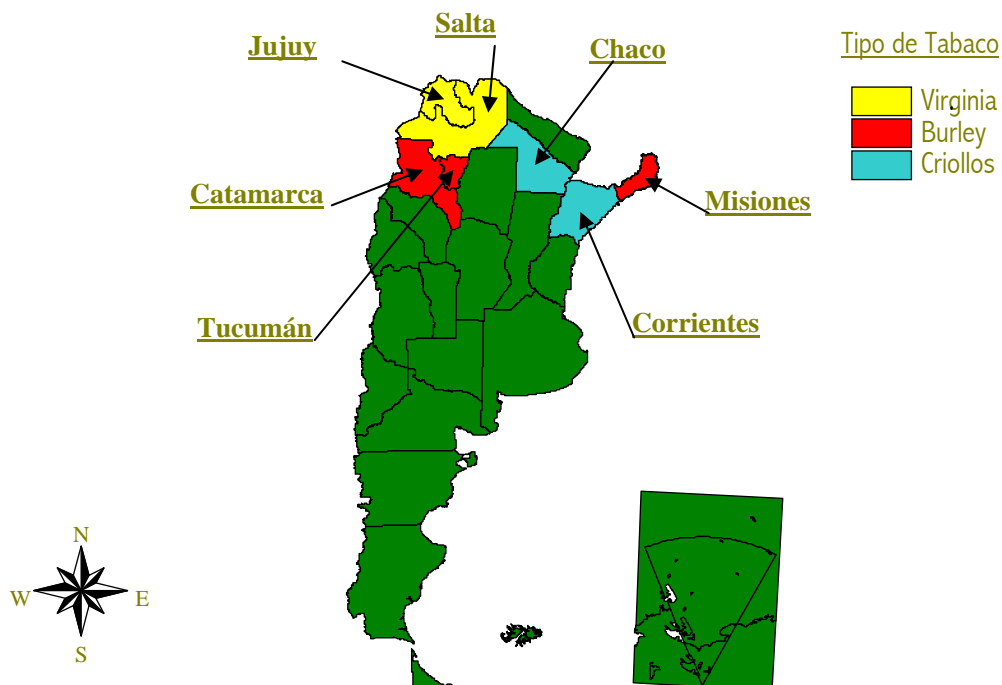 Salta
Jujuy
Chaco
Tipo de Tabaco
Virginia
Burley
Criollos
Catamarca
Misiones
Tucumán
Corrientes
N
W
E
S